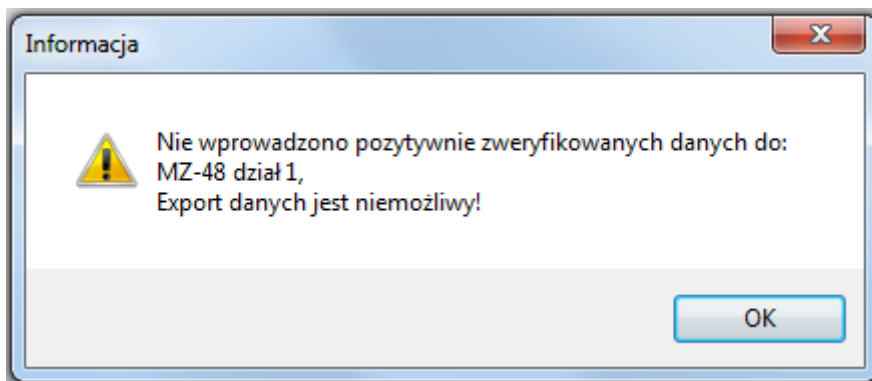 Informacja
Nie wprowadzono pozytywnie zweryfikowanych danych do:
MZ-48 dział 1,
Export danych jest niemożliwy!
OK